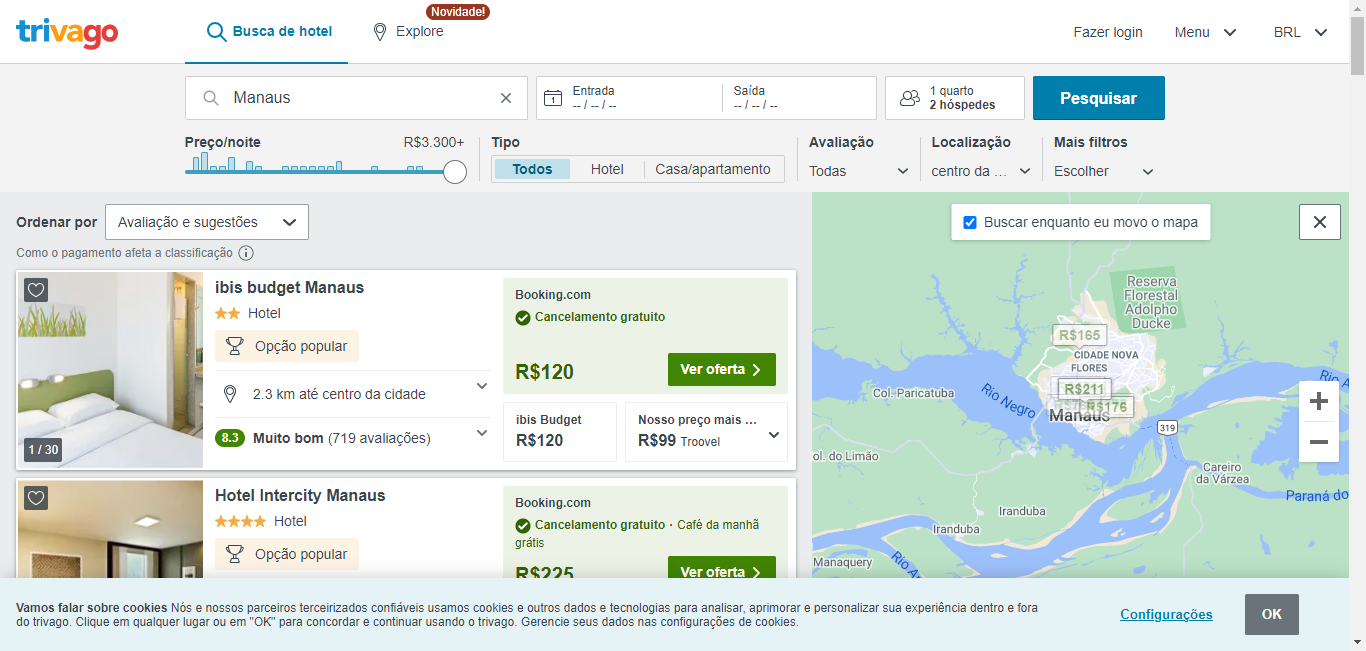 trivago
Busca de hotel
Novidade!
Explore
Fazer login
Menu
BRL
Manaus
Entrada
-- / -- / --
Saída
-- / -- / --
1 quarto
2 hóspedes
Pesquisar
Preço/noite
R$3.300+
Tipo
Todos
Hotel
Casa/apartamento
Avaliação
Todas
Localização
centro da ...
Mais filtros
Escolher
Ordenar por
Avaliação e sugestões
Como o pagamento afeta a classificação
1 / 30
ibis budget Manaus
Hotel
Opção popular
2.3 km até centro da cidade
8.3 Muito bom (719 avaliações)
Booking.com
Cancelamento gratuito
R$120
Ver oferta
ibis Budget
R$120
Nosso preço mais ...
R$99 Troovel
Hotel Intercity Manaus
Hotel
Opção popular
Booking.com
Cancelamento gratuito · Café da manhã
grátis
R$225
Ver oferta
Buscar enquanto eu movo o mapa
Reserva
Florestal
Adolpho
Ducke
R$165
CIDADE NOVA
FLORES
R$211
R$176
Manaus
Col. Paricatuba
Rio Negro
319
ol. do Limão
Careiro
da Várzea
Paraná do
Iranduba
Iranduba
Manaquery
Vamos falar sobre cookies Nós e nossos parceiros terceirizados confiáveis usamos cookies e outros dados e tecnologias para analisar, aprimorar e personalizar sua experiência dentro e fora
do trivago. Clique em qualquer lugar ou em "OK" para concordar e continuar usando o trivago. Gerencie seus dados nas configurações de cookies.
Configurações
OK